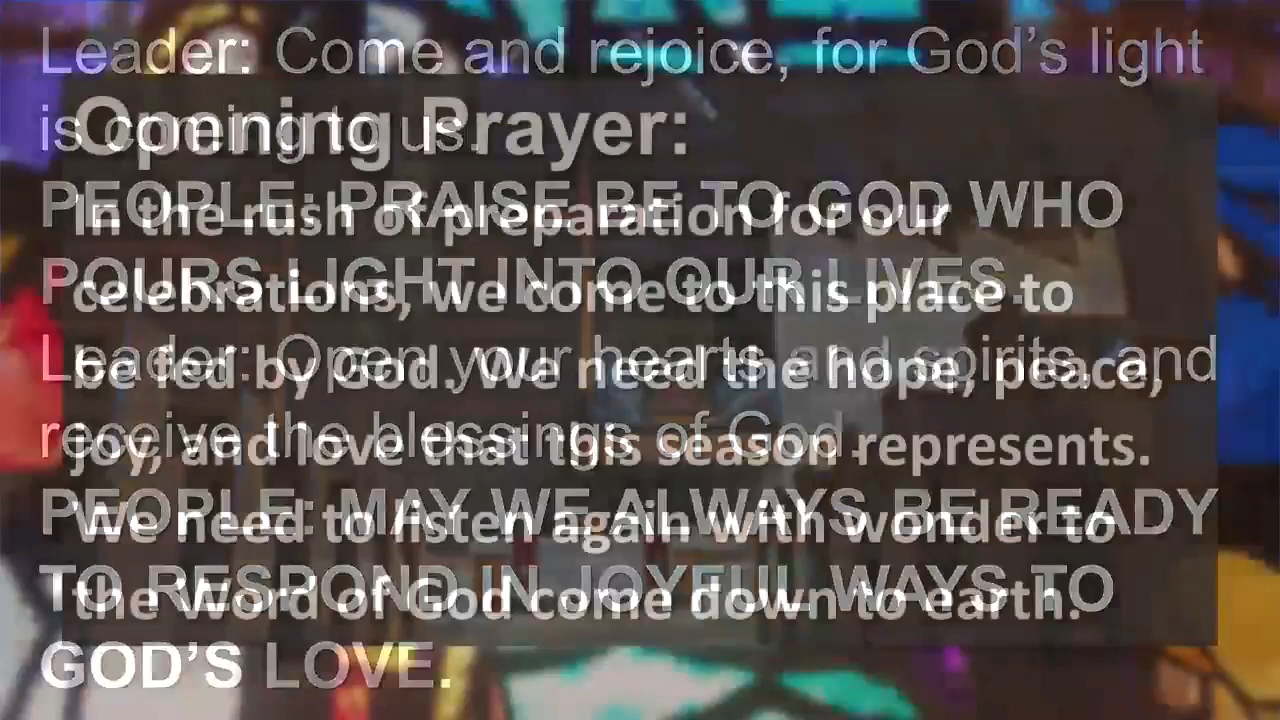 Leader: Come and rejoice, for God’s light
is coming to us.
PEOPLE: PRAISE BE TO GOD WHO
POURS LIGHT INTO OUR LIVES.
Leader: Open your hearts and spirits, and
receive the blessings of God.
PEOPLE: MAY WE ALWAYS BE READY
TO RESPOND IN JOYFUL WAYS TO
GOD’S LOVE.
Opening Prayer:
In the rush of preparation for our
celebrations, we come to this place to
be fed by God. We need the hope, peace,
joy, and love that tgis season represents.
We need to listen again with wonder to
the Word of God come down to earth.